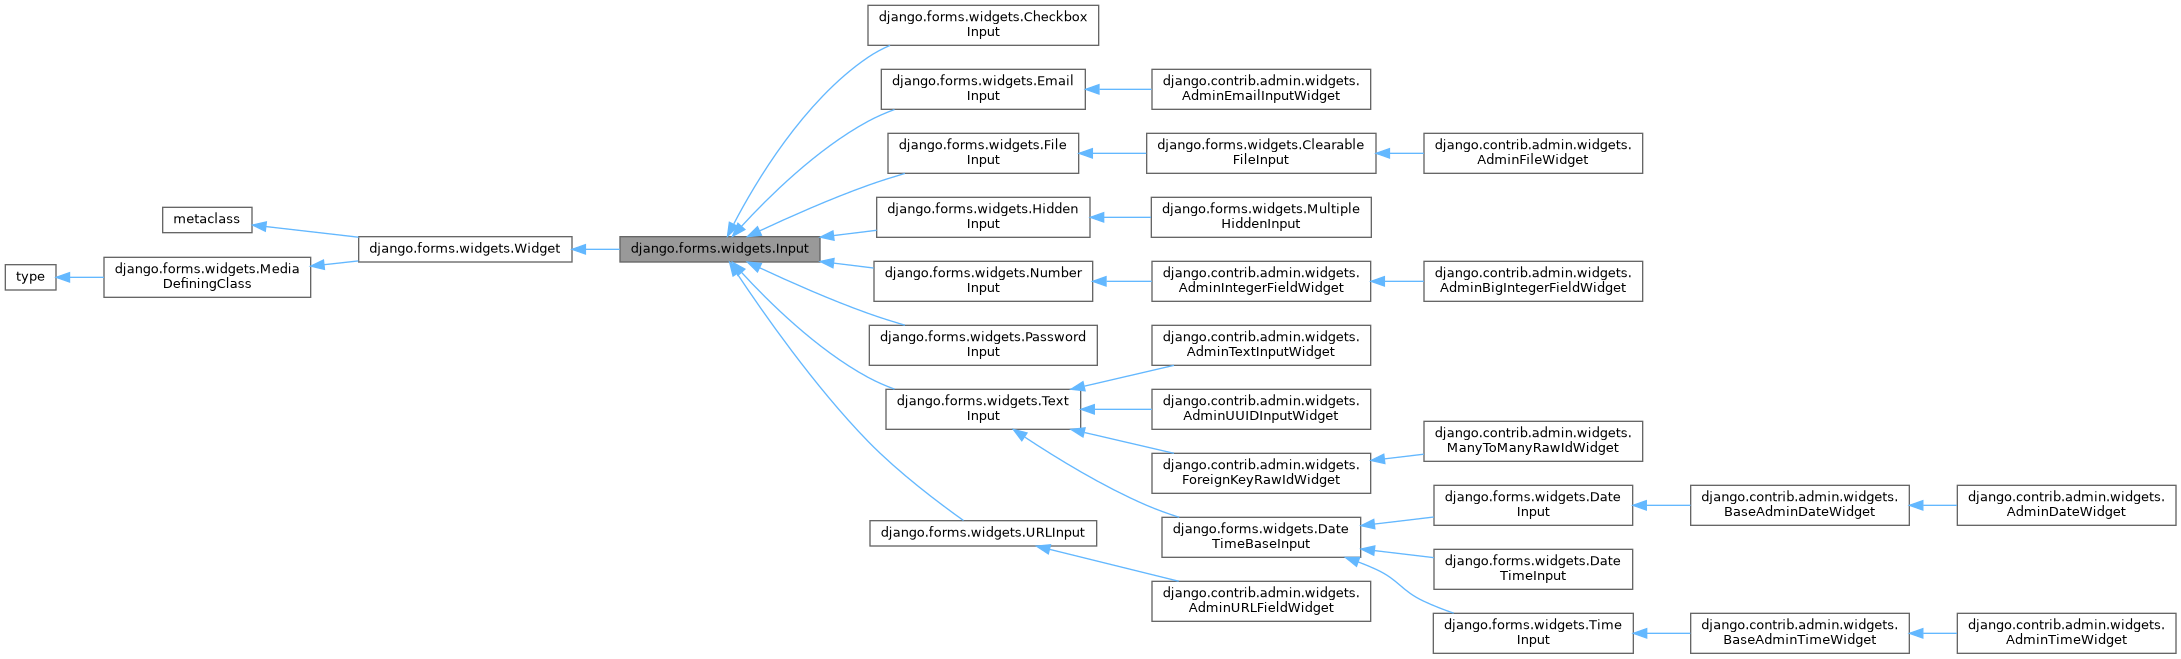 type
metaclass
django.forms.widgets.Media
DefiningClass
django.forms.widgets.Widget
django.forms.widgets.Input
django.forms.widgets.Checkbox
Input
django.forms.widgets.Email
Input
django.forms.widgets.File
Input
django.forms.widgets.Hidden
Input
django.forms.widgets.Number
Input
django.forms.widgets.Password
Input
django.forms.widgets.Text
Input
django.forms.widgets.URLInput
django.contrib.admin.widgets.
AdminEmailInputWidget
django.forms.widgets.Clearable
FileInput
django.forms.widgets.Multiple
HiddenInput
django.contrib.admin.widgets.
AdminIntegerFieldWidget
django.contrib.admin.widgets.
AdminTextInputWidget
django.contrib.admin.widgets.
AdminUUIDInputWidget
django.contrib.admin.widgets.
ForeignKeyRawIdWidget
django.forms.widgets.Date
TimeBaseInput
django.contrib.admin.widgets.
AdminURLFieldWidget
django.contrib.admin.widgets.
AdminFileWidget
django.contrib.admin.widgets.
AdminBigIntegerFieldWidget
django.contrib.admin.widgets.
ManyToManyRawIdWidget
django.forms.widgets.Date
Input
django.forms.widgets.Date
TimeInput
django.forms.widgets.Time
Input
django.contrib.admin.widgets.
BaseAdminDateWidget
django.contrib.admin.widgets.
BaseAdminTimeWidget
django.contrib.admin.widgets.
AdminDateWidget
django.contrib.admin.widgets.
AdminTimeWidget